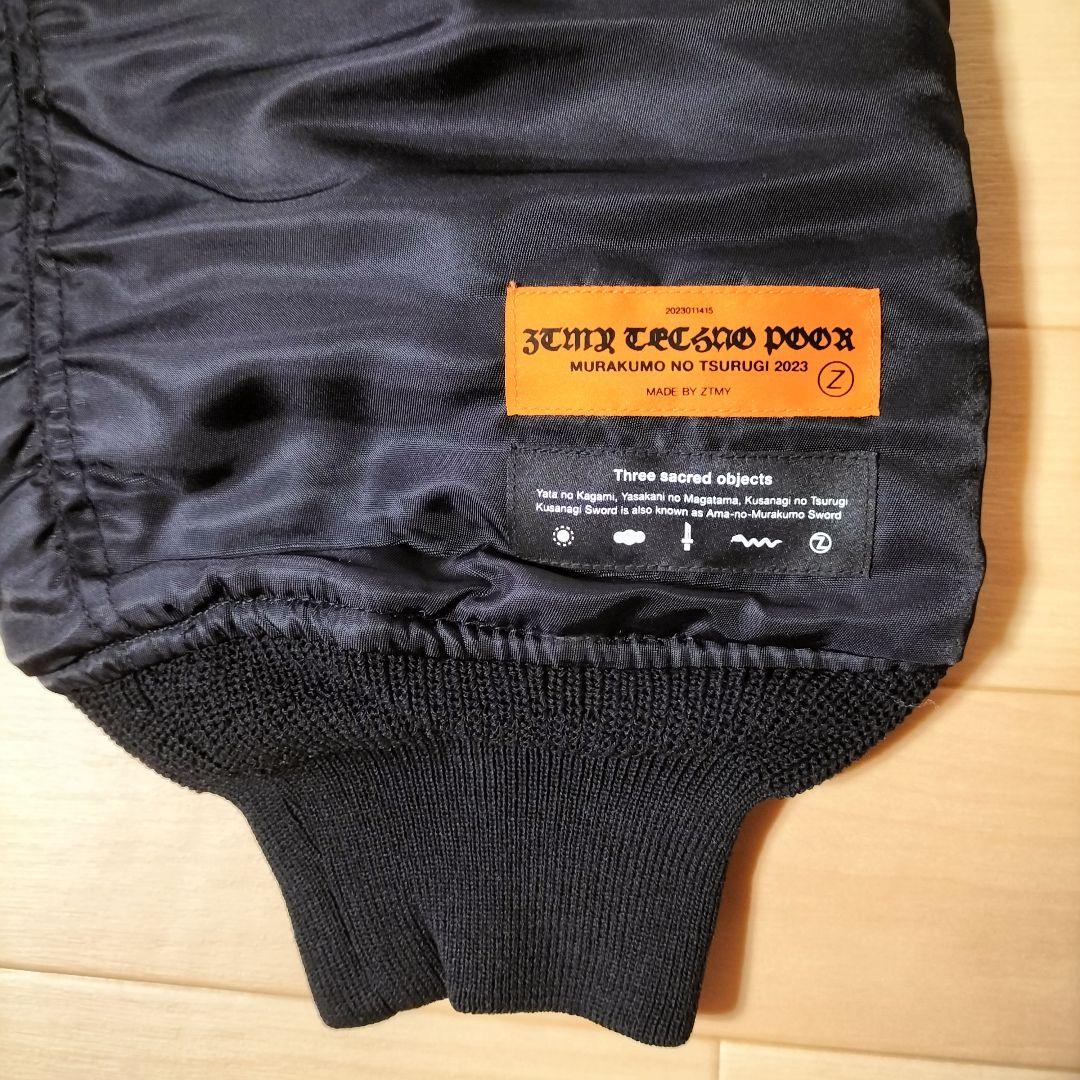 2023011415
ZTMY TECHNO POOR
MURAKUMO NO TSURUGI 2023
Z
MADE BY ZTMY
Three sacred objects
Yata no Kagami, Yasakani no Magatama, Kusanagi no Tsurugi
Kusanagi Sword is also known as Ama-no-Murakumo Sword
Z